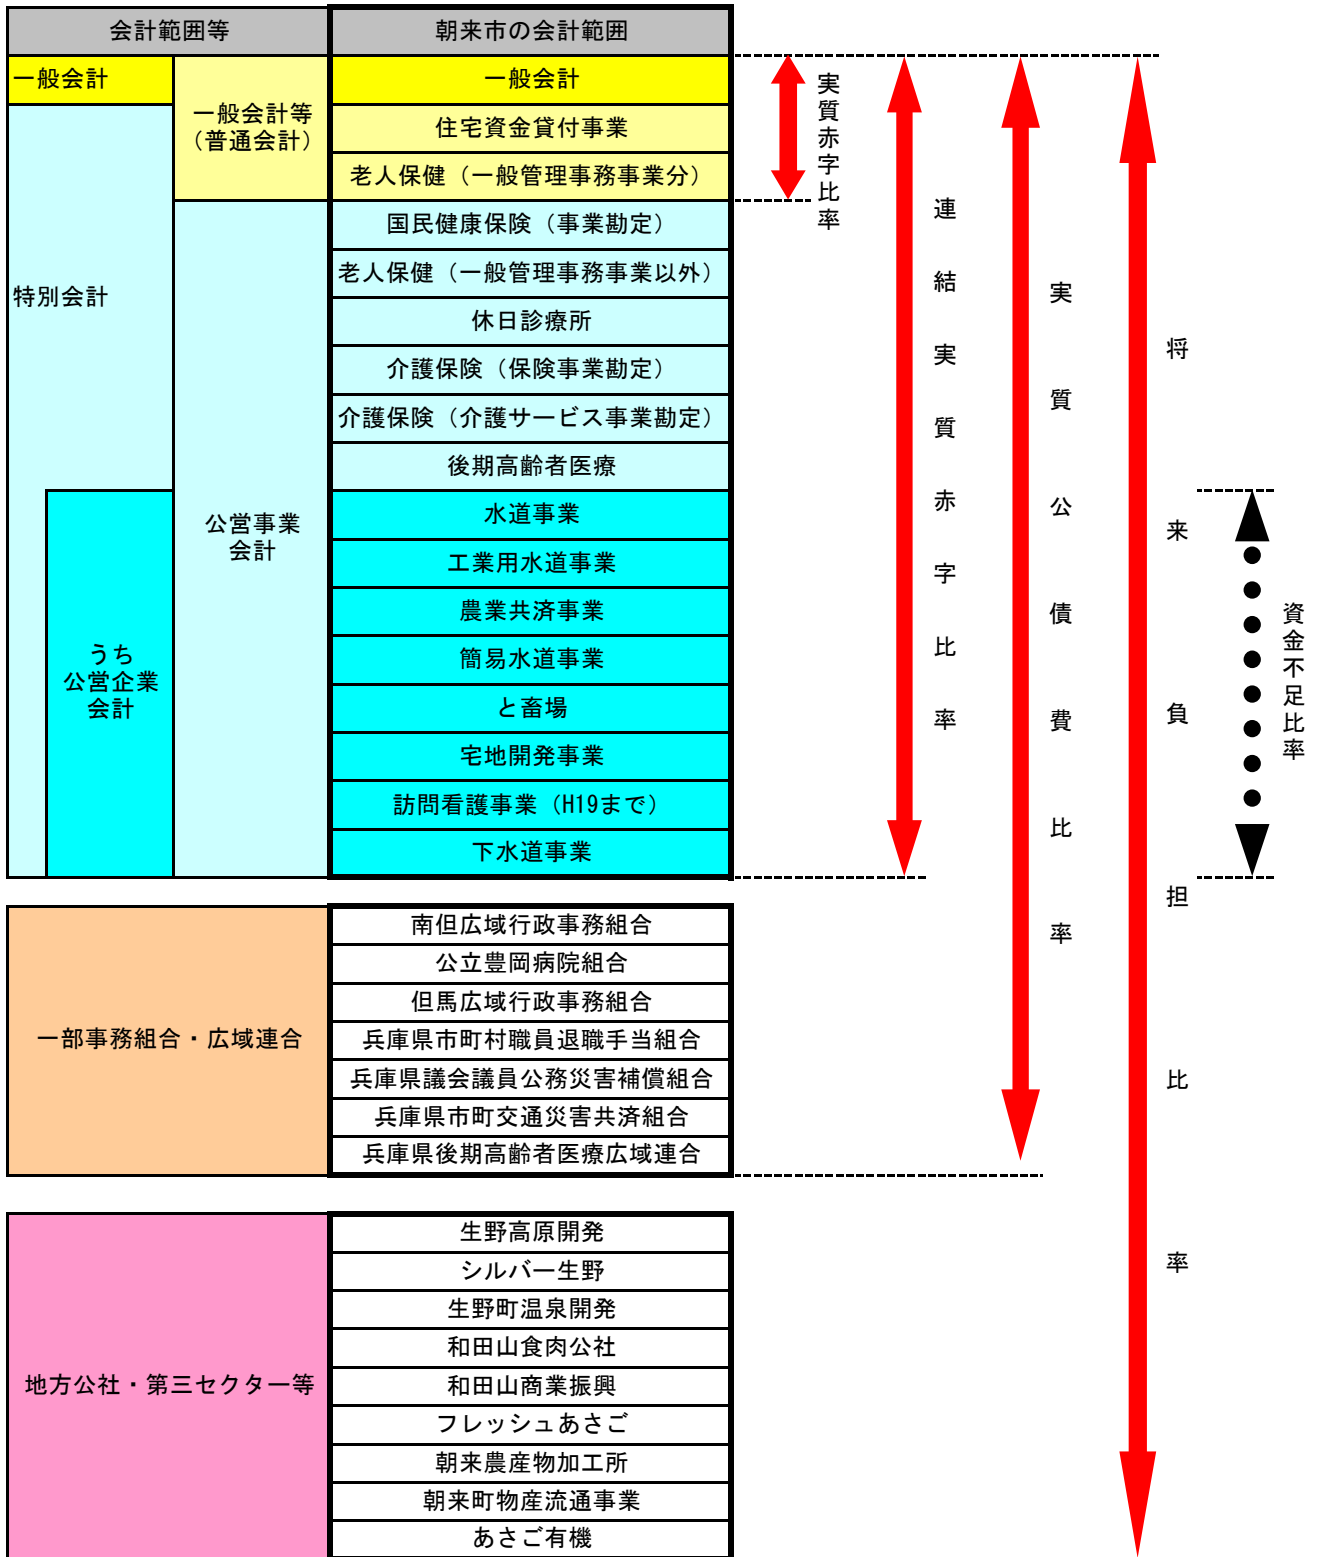 会計範囲等
朝来市の会計範囲
一般会計
一般会計等
（普通会計）
一般会計
住宅資金貸付事業
老人保健（一般管理事務事業分）
特別会計
公営事業
会計
国民健康保険（事業勘定）
老人保健（一般管理事務事業以外）
休日診療所
介護保険（保険事業勘定）
介護保険（介護サービス事業勘定）
後期高齢者医療
うち
公営企業
会計
水道事業
工業用水道事業
農業共済事業
簡易水道事業
と畜場
宅地開発事業
訪問看護事業（H19まで）
下水道事業
実質赤字比率
連結実質赤字比率
実質公債費比率
将来負担比率
資金不足比率
一部事務組合・広域連合
南但広域行政事務組合
公立豊岡病院組合
但馬広域行政事務組合
兵庫県市町村職員退職手当組合
兵庫県議会議員公務災害補償組合
兵庫県市町交通災害共済組合
兵庫県後期高齢者医療広域連合
地方公社・第三セクター等
生野高原開発
シルバー生野
生野町温泉開発
和田山食肉公社
和田山商業振興
フレッシュあさご
朝来農産物加工所
朝来町物産流通事業
あさご有機